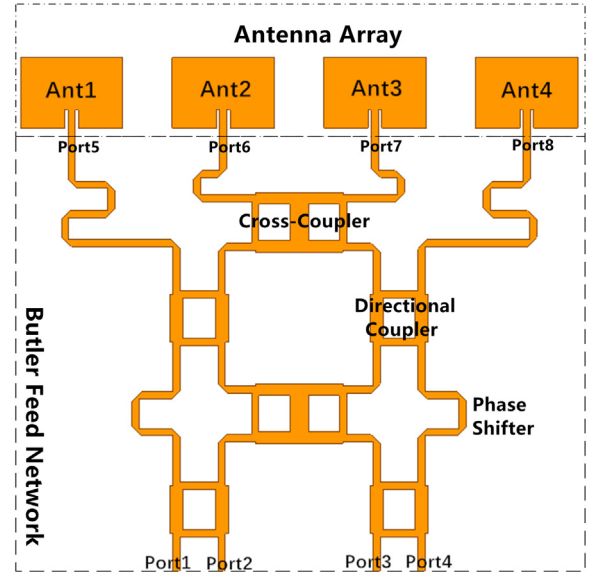 Antenna Array
Ant1
Ant2
Ant3
Ant4
Port5
Port6
Port7
Port8
Cross-Coupler
Directional
Coupler
Phase
Shifter
Butler Feed Network
Port1
Port2
Port3
Port4